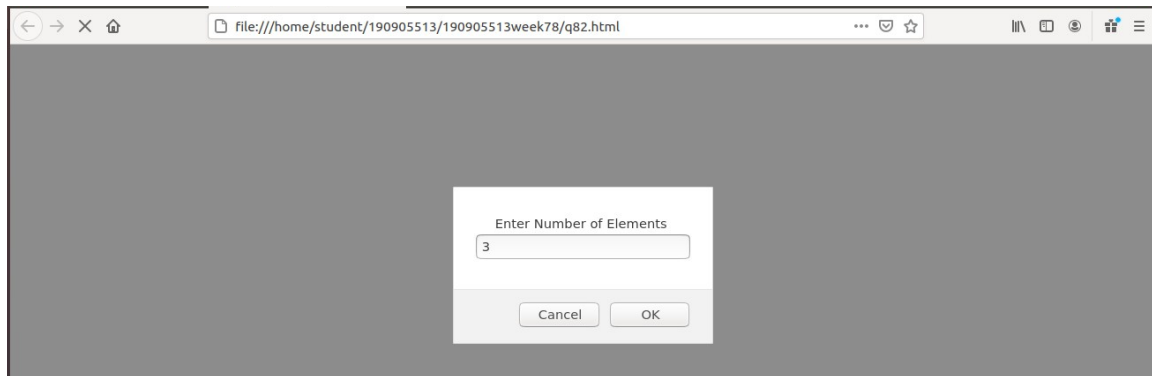 file:///home/student/190905513/190905513week78/q82.html
Enter Number of Elements
3
Cancel OK